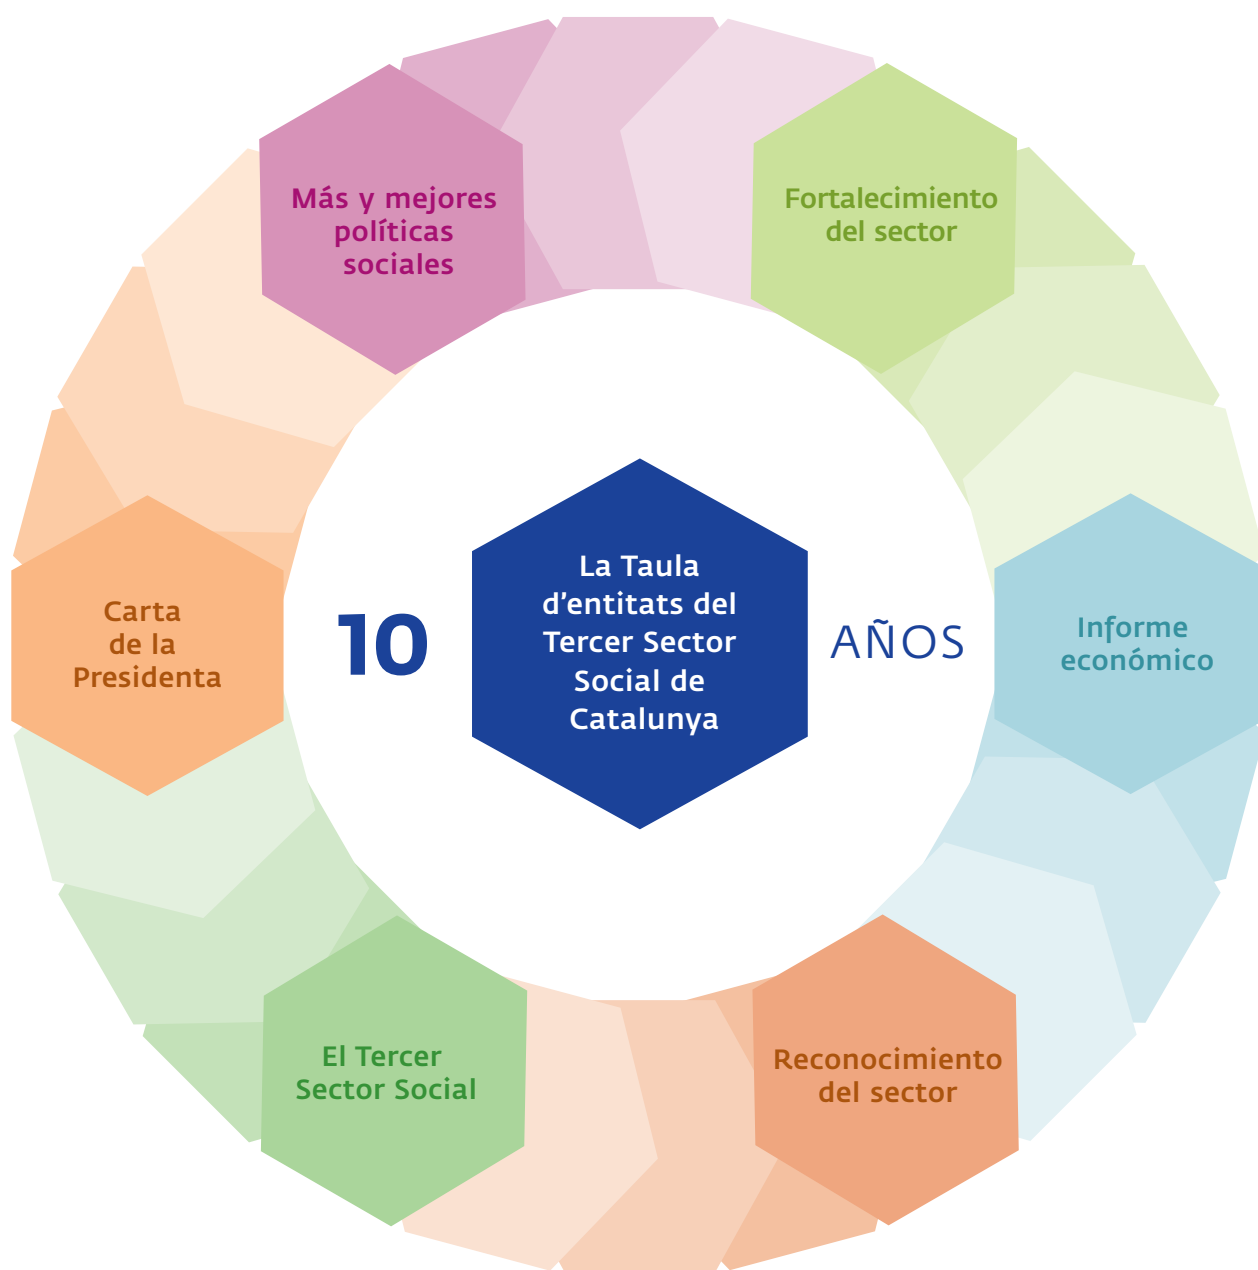 Más y mejores
políticas
sociales
Fortalecimiento
del sector
Carta
de la
Presidenta
10
La Taula
d'entitats del
Tercer Sector
Social de
Catalunya
AÑOS
Informe
económico
El Tercer
Sector Social
Reconocimiento
del sector